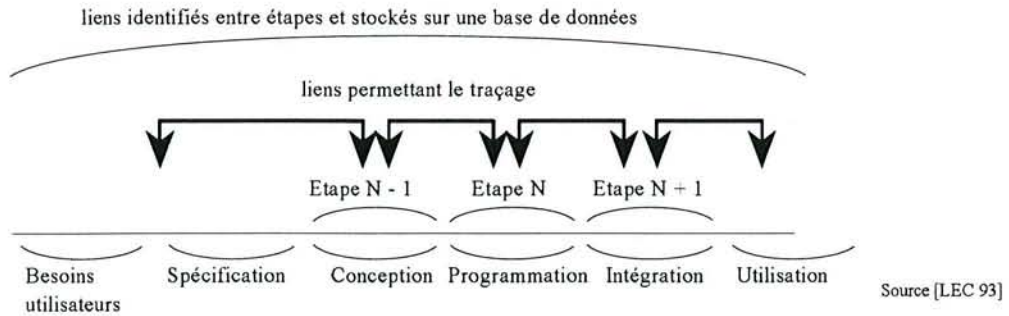 liens identifiés entre étapes et stockés sur une base de données
liens permettant le traçage
Etape N - 1 Etape N Etape N + 1
Besoins utilisateurs Spécification Conception Programmation Intégration Utilisation
Source [LEC 93]